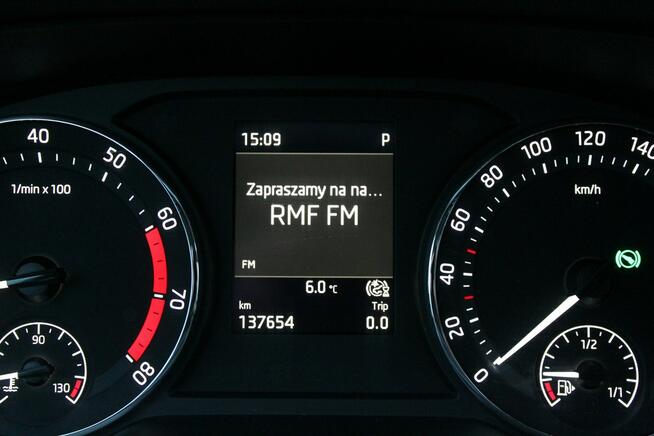 15:09 P
Zapraszamy na na...
RMF FM
FM
6.0 °C
km Trip
137654 0.0
40
50
60
70
80
1/min x 100
90
130
0
20
40
60
80
100
120
140
km/h
1/2
1/1